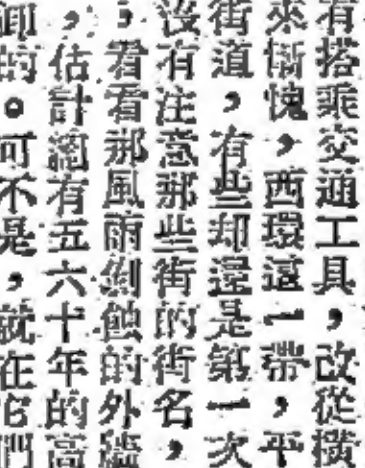 有搭乘交通工具，改從橫
來慚愧，西環這一帶，平
街道，有些却還是第一次
沒有注意那些街的街名，
；看看那風雨剝蝕的外牆
，估計總有五六十年的高
的。可不是，就在它們